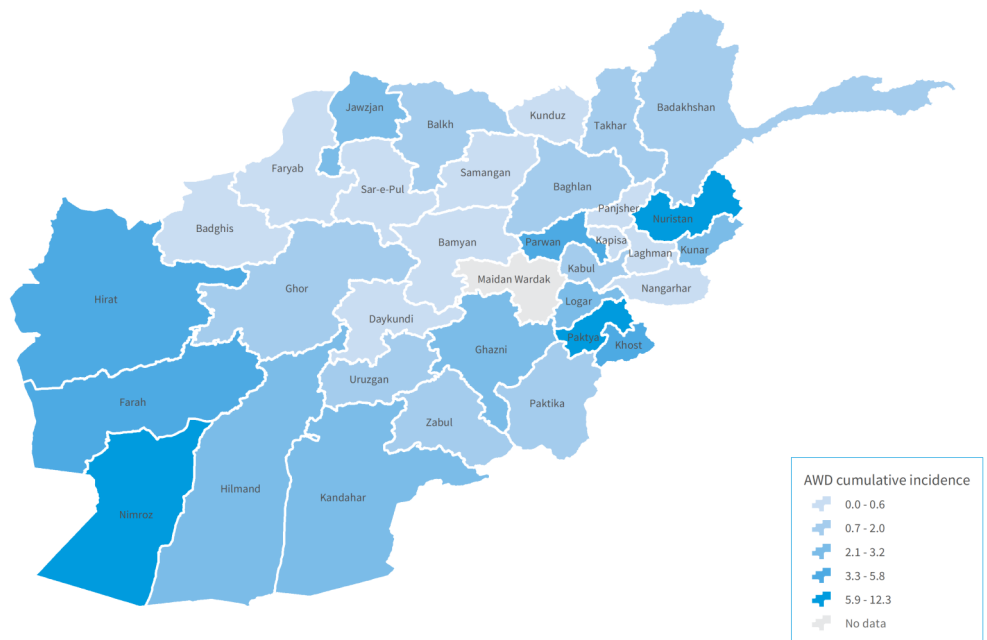 Jawzjan
Balkh
Kunduz
Takhar
Badakhshan
Faryab
Sar-e-Pul
Samangan
Baghlan
Panjsher
Nuristan
Badghis
Bamyan
Parwan
Kapisa
Laghman
Kunar
Kabul
Maidan Wardak
Nangarhar
Hirat
Ghor
Logar
Daykundi
Paktya
Khost
Ghazni
Uruzgan
Farah
Paktika
Zabul
Hilmand
Kandahar
Nimroz
AWD cumulative incidence
0.0 - 0.6
0.7 - 2.0
2.1 - 3.2
3.3 - 5.8
5.9 - 12.3
No data